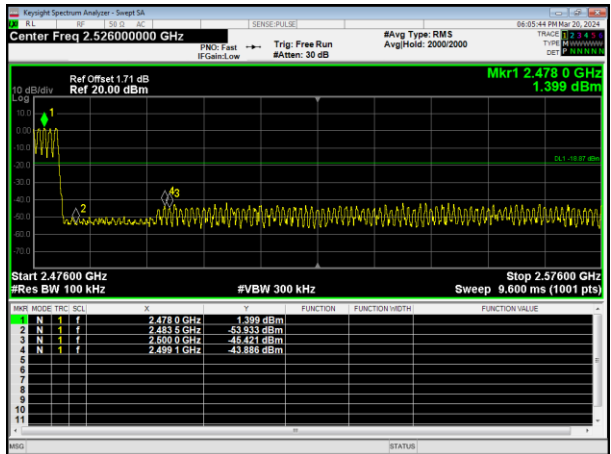 Keysight Spectrum Analyzer - Swept SA
RL RF 50 Ω AC SENSE:PULSE 06:05:44 PM Mar 20, 2024
Center Freq 2.526000000 GHz #Avg Type: RMS TRACE 1 2 3 4 5 6
PNO: Fast Trig: Free Run Avg|Hold: 2000/2000 TYPE M WWWWW
IFGain:Low #Atten: 30 dB DET P N N N N N
Mkr1 2.478 0 GHz
Ref Offset 1.71 dB
10 dB/div Ref 20.00 dBm 1.399 dBm
Log
10.0
0.00
-10.0
-20.0
-30.0
-40.0
-50.0
-60.0
-70.0
1
2
4 3
DL1 -18.87 dBm
Start 2.47600 GHz Stop 2.57600 GHz
#Res BW 100 kHz #VBW 300 kHz Sweep 9.600 ms (1001 pts)
MKR MODE TRC SCL X Y FUNCTION FUNCTION WIDTH FUNCTION VALUE
1 N 1 f 2.478 0 GHz 1.399 dBm
2 N 1 f 2.483 5 GHz -53.933 dBm
3 N 1 f 2.500 0 GHz -45.421 dBm
4 N 1 f 2.499 1 GHz -43.886 dBm
5
6
7
8
9
10
11
MSG STATUS